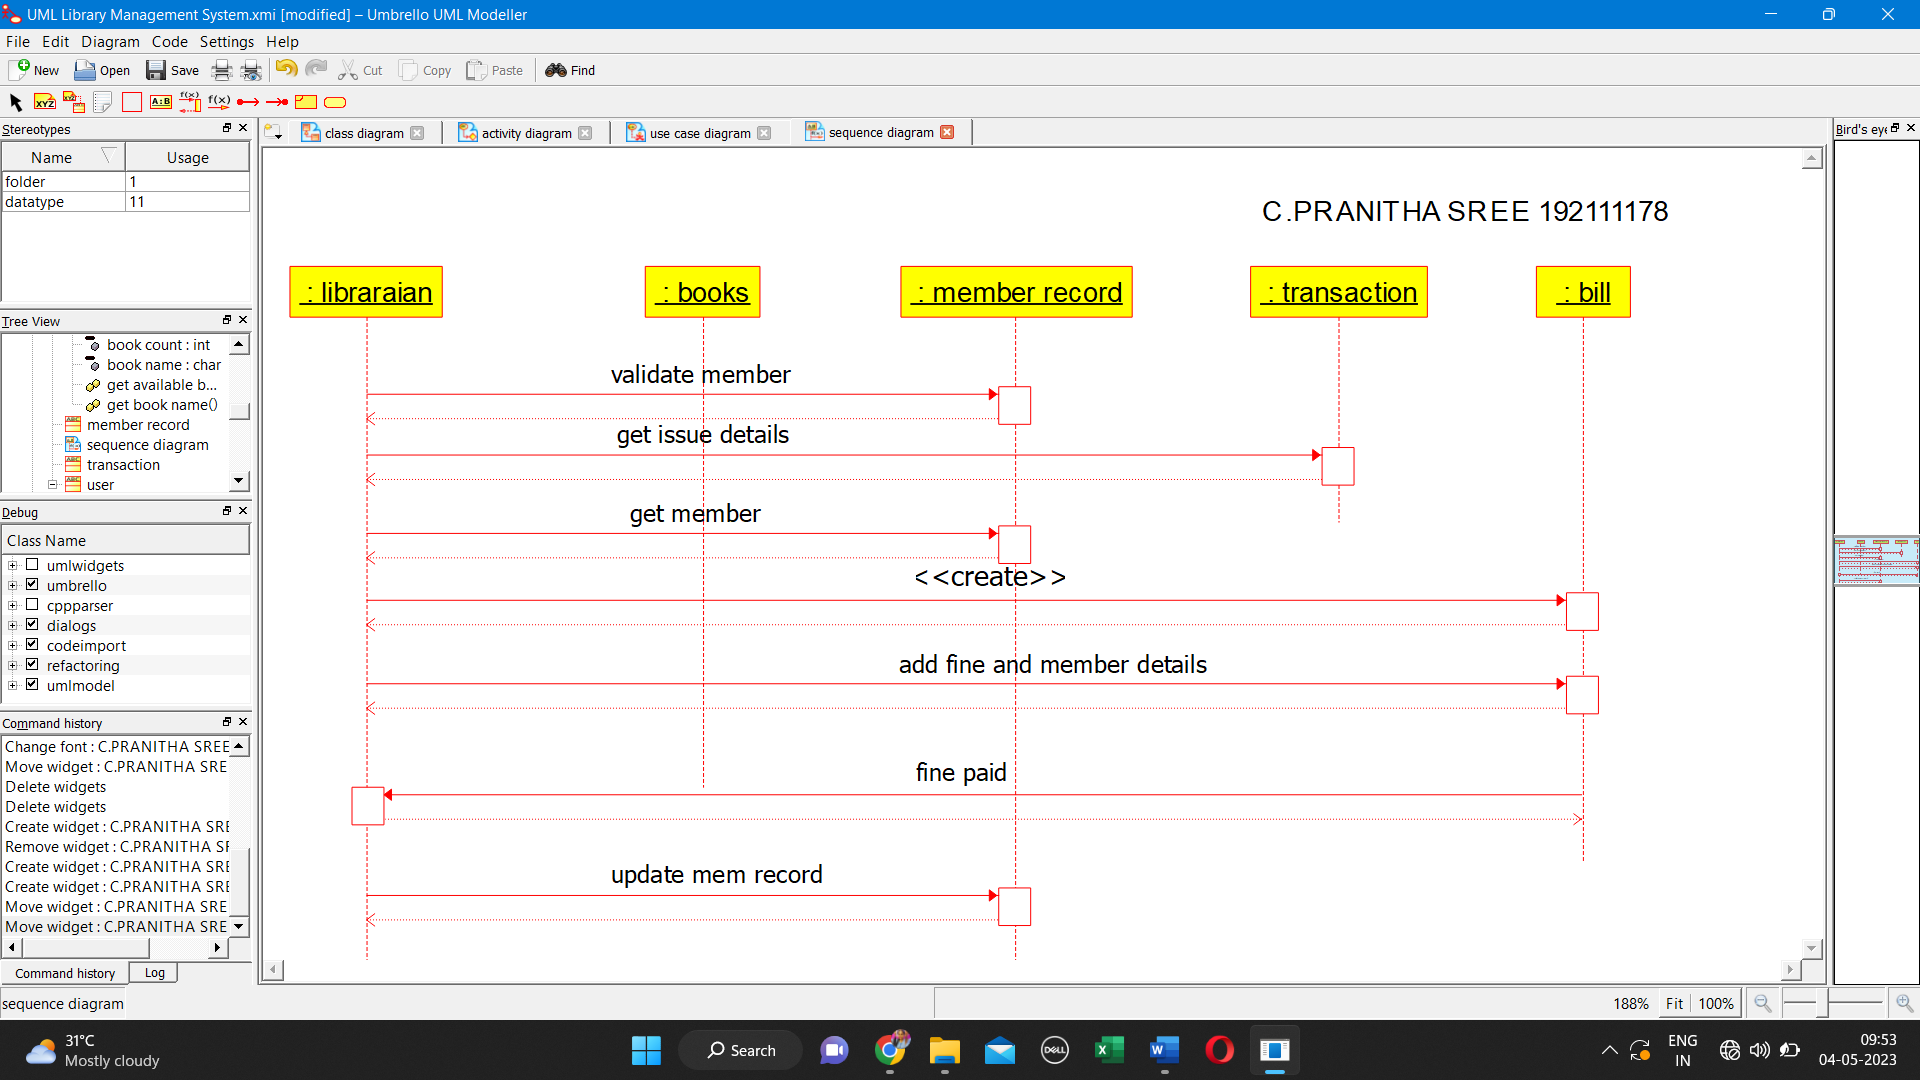 UML Library Management System.xmi [modified] – Umbrello UML Modeller
File Edit Diagram Code Settings Help
New Open Save Cut Copy Paste Find
XYZ XYZ A:B f(x) f(x)
Stereotypes
Name Usage
folder 1
datatype 11
Tree View
book count : int
book name : char
get available b...
get book name()
member record
sequence diagram
transaction
user
Debug
Class Name
umlwidgets
umbrello
cppparser
dialogs
codeimport
refactoring
umlmodel
Command history
Change font : C.PRANITHA SREE
Move widget : C.PRANITHA SRE
Delete widgets
Delete widgets
Create widget : C.PRANITHA SRE
Remove widget : C.PRANITHA SF
Create widget : C.PRANITHA SRE
Create widget : C.PRANITHA SRE
Move widget : C.PRANITHA SRE
Move widget : C.PRANITHA SRE
Command history Log
class diagram activity diagram use case diagram sequence diagram
Bird's eye
C.PRANITHA SREE 192111178
: libraraian : books : member record : transaction : bill
validate member
get issue details
get member
<<create>>
add fine and member details
fine paid
update mem record
sequence diagram
188% Fit 100%
31°C
Mostly cloudy
Search
DELL
ENG
IN
09:53
04-05-2023